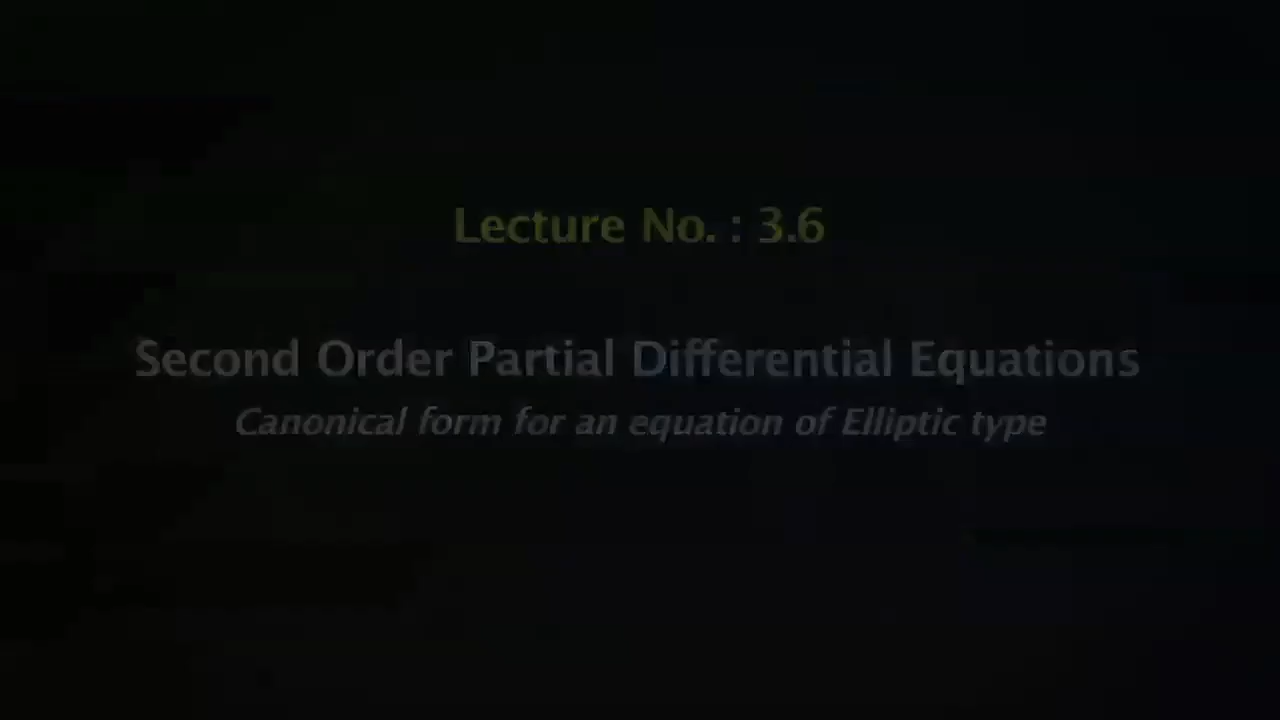 Lecture No. : 3.6
Second Order Partial Differential Equations
Canonical form for an equation of Elliptic type